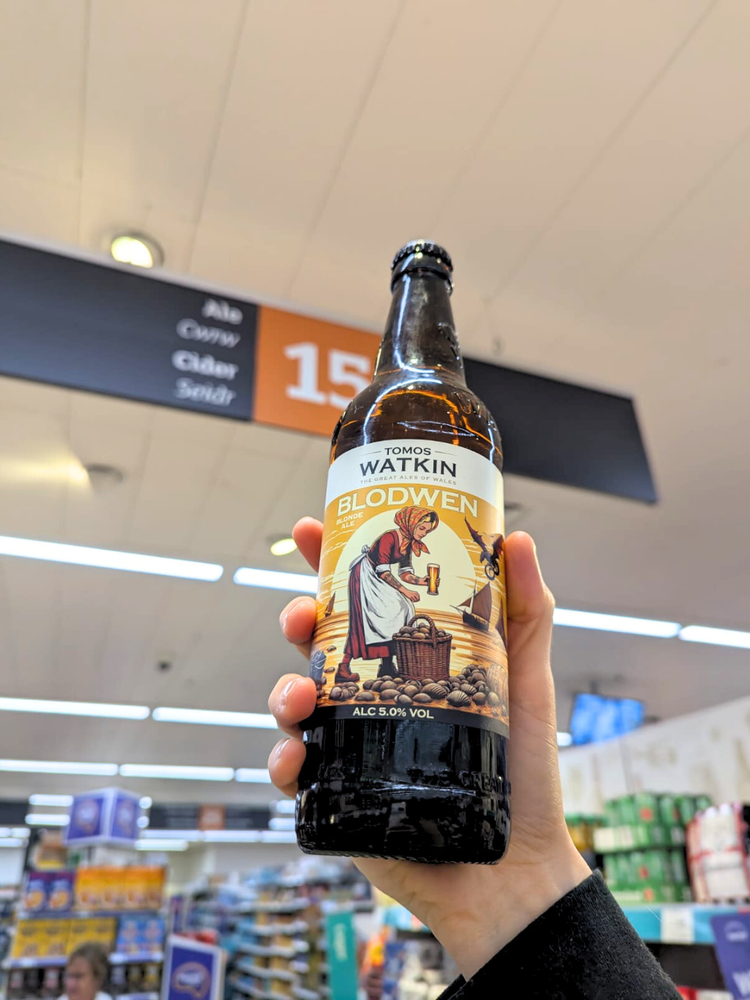 Ale
Cwrw
Cider
Seidr
15
TOMOS
WATKIN
THE GREAT ALES OF WALES
BLODWEN
BLONDE
ALE
ALC 5.0% VOL